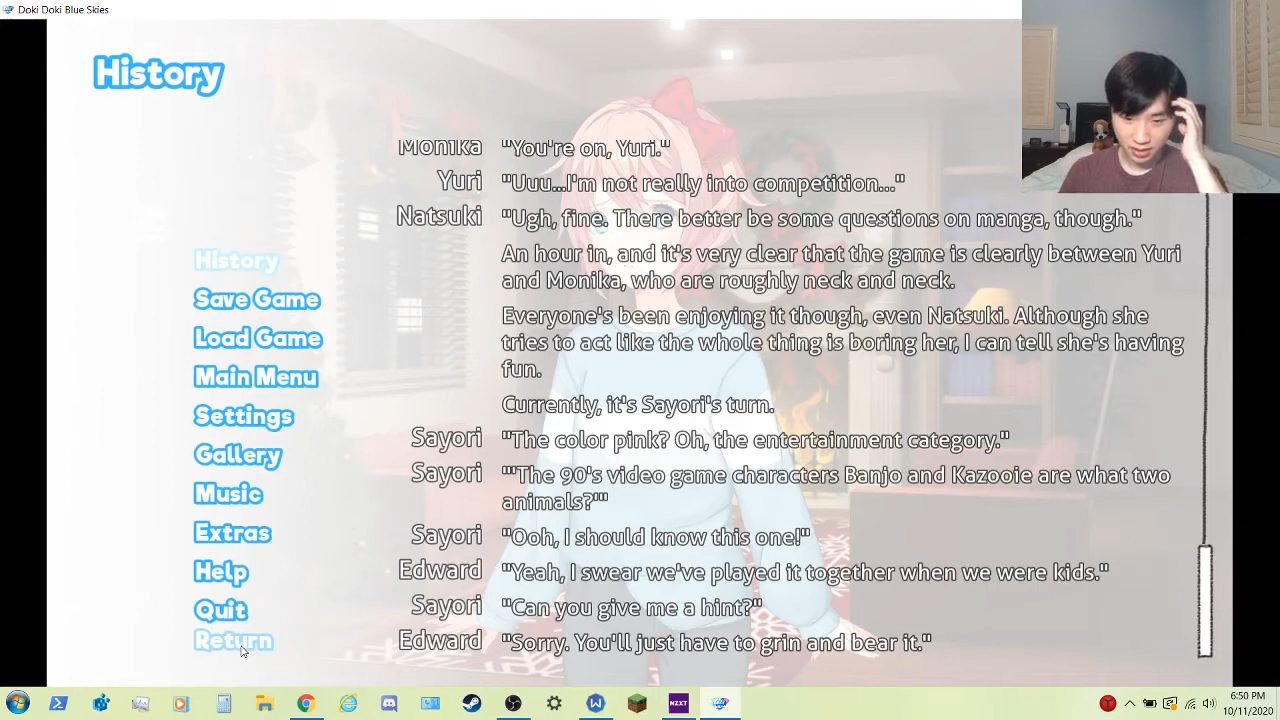 Doki Doki Blue Skies
History
Monika "You're on, Yuri."
Yuri "Uuu...I'm not really into competition..."
Natsuki "Ugh, fine. There better be some questions on manga, though."
An hour in, and it's very clear that the game is clearly between Yuri
and Monika, who are roughly neck and neck.
Everyone's been enjoying it though, even Natsuki. Although she
tries to act like the whole thing is boring her, I can tell she's having
fun.
Currently, it's Sayori's turn.
Sayori "The color pink? Oh, the entertainment category."
Sayori "'The 90's video game characters Banjo and Kazooie are what two
animals?'"
Sayori "Ooh, I should know this one!"
Edward "Yeah, I swear we've played it together when we were kids."
Sayori "Can you give me a hint?"
Edward "Sorry. You'll just have to grin and bear it."
History
Save Game
Load Game
Main Menu
Settings
Gallery
Music
Extras
Help
Quit
Return
NZXT
6:50 PM
10/11/2020